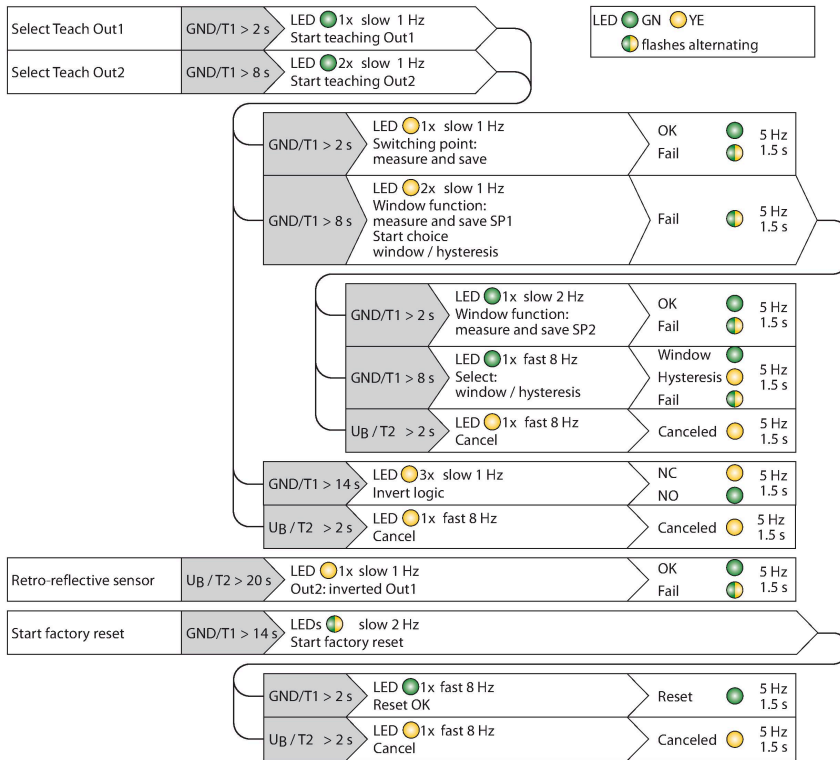 LED GN YE
flashes alternating
Select Teach Out1 GND/T1 > 2 s LED 1x slow 1 Hz
Start teaching Out1
Select Teach Out2 GND/T1 > 8 s LED 2x slow 1 Hz
Start teaching Out2
GND/T1 > 2 s LED 1x slow 1 Hz
Switching point:
measure and save
OK
Fail
5 Hz
1.5 s
GND/T1 > 8 s LED 2x slow 1 Hz
Window function:
measure and save SP1
Start choice
window / hysteresis
Fail
5 Hz
1.5 s
GND/T1 > 2 s LED 1x slow 2 Hz
Window function:
measure and save SP2
OK
Fail
5 Hz
1.5 s
GND/T1 > 8 s LED 1x fast 8 Hz
Select:
window / hysteresis
Window
Hysteresis
Fail
5 Hz
1.5 s
UB / T2 > 2 s LED 1x fast 8 Hz
Cancel
Canceled
5 Hz
1.5 s
GND/T1 > 14 s LED 3x slow 1 Hz
Invert logic
NC
NO
5 Hz
1.5 s
UB / T2 > 2 s LED 1x fast 8 Hz
Cancel
Canceled
5 Hz
1.5 s
Retro-reflective sensor UB / T2 > 20 s LED 1x slow 1 Hz
Out2: inverted Out1
OK
Fail
5 Hz
1.5 s
Start factory reset GND/T1 > 14 s LEDs slow 2 Hz
Start factory reset
GND/T1 > 2 s LED 1x fast 8 Hz
Reset OK
Reset
5 Hz
1.5 s
UB / T2 > 2 s LED 1x fast 8 Hz
Cancel
Canceled
5 Hz
1.5 s